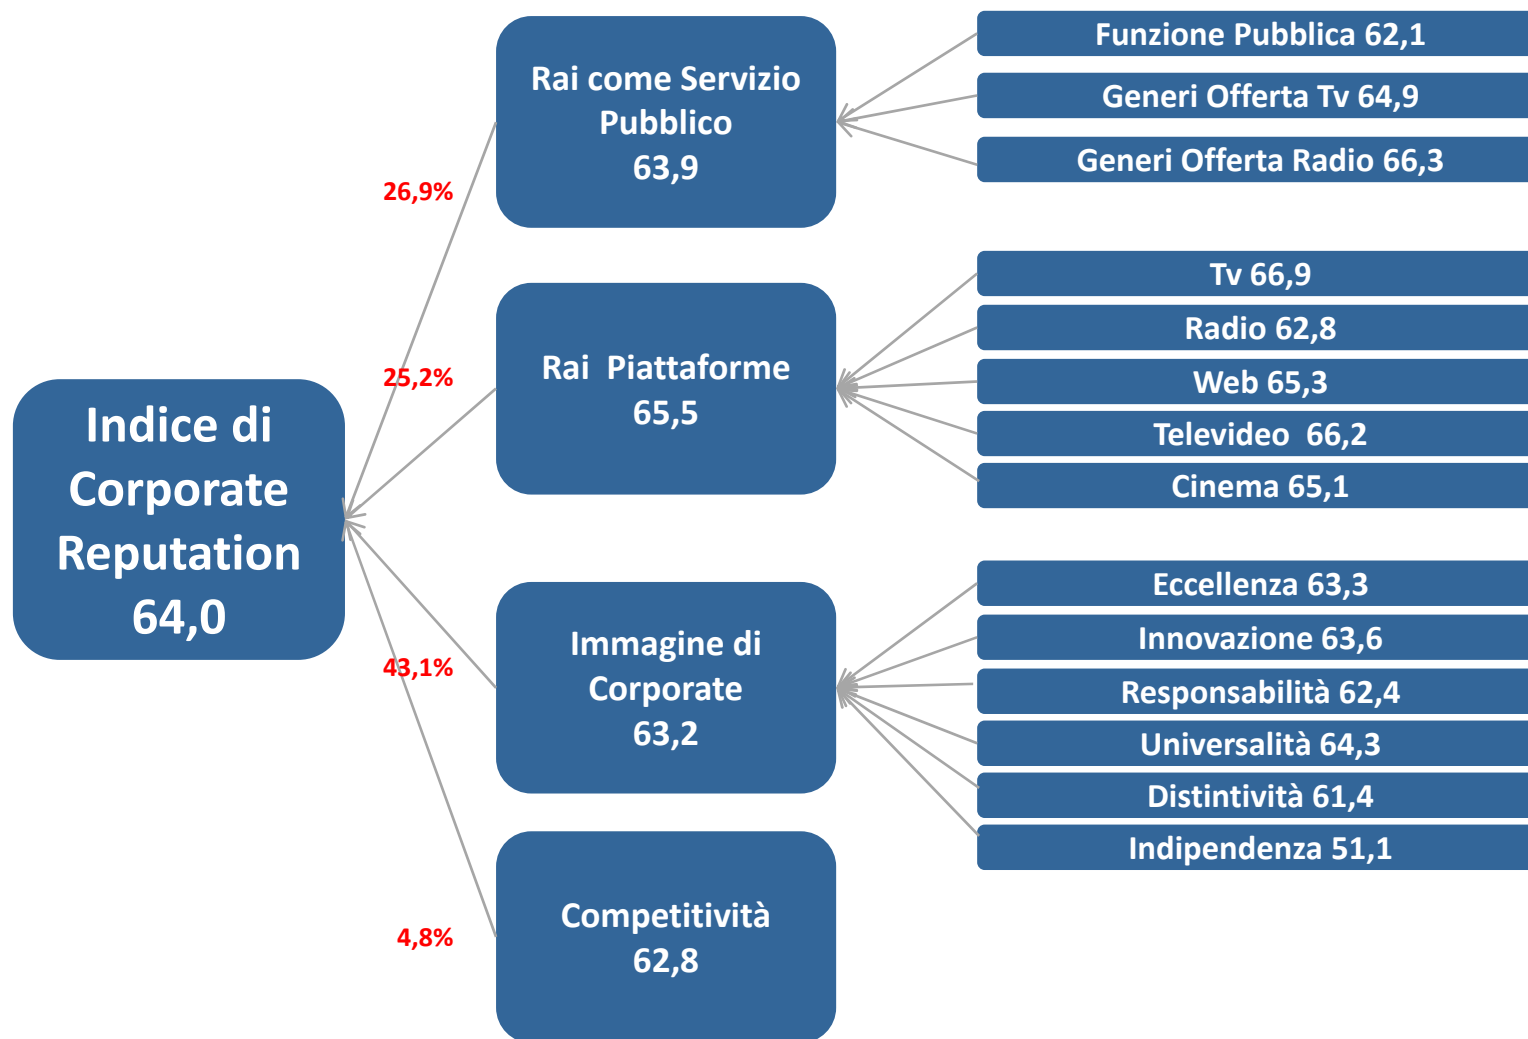 Indice di
Corporate
Reputation
64,0
26,9%
25,2%
43,1%
4,8%
Rai come Servizio
Pubblico
63,9
Rai  Piattaforme
65,5
Immagine di
Corporate
63,2
Competitività
62,8
Funzione Pubblica 62,1
Generi Offerta Tv 64,9
Generi Offerta Radio 66,3
Tv 66,9
Radio 62,8
Web 65,3
Televideo  66,2
Cinema 65,1
Eccellenza 63,3
Innovazione 63,6
Responsabilità 62,4
Universalità 64,3
Distintività 61,4
Indipendenza 51,1